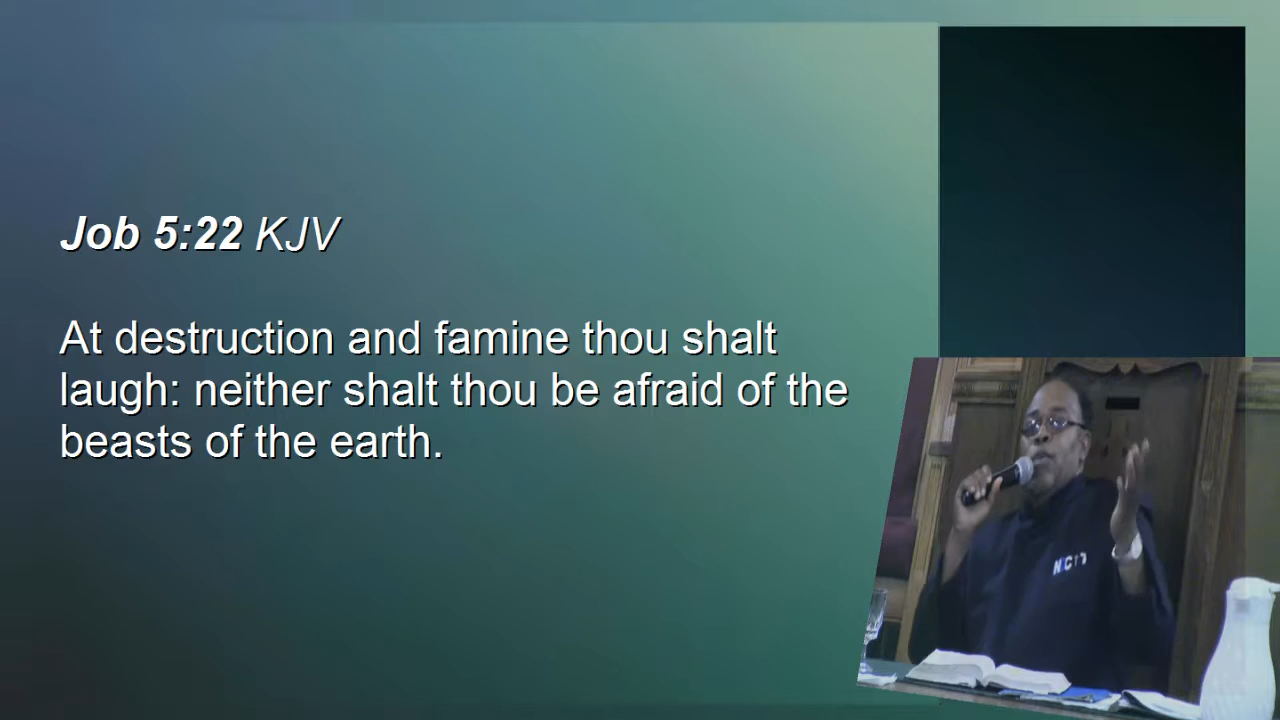 Job 5:22 KJV
At destruction and famine thou shalt
laugh: neither shalt thou be afraid of the
beasts of the earth.